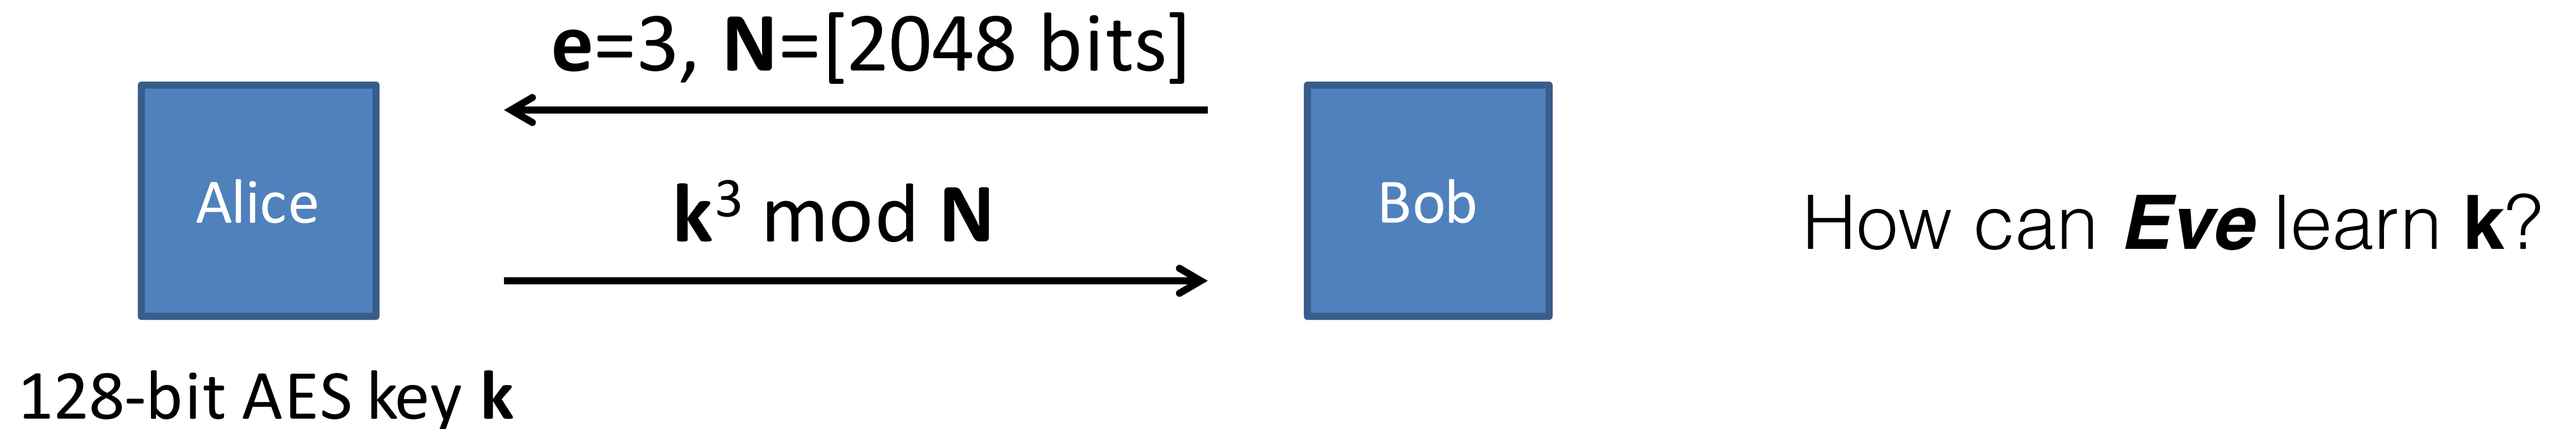 e=3, N=[2048 bits]
Alice
k³ mod N
Bob
How can Eve learn k?
128-bit AES key k